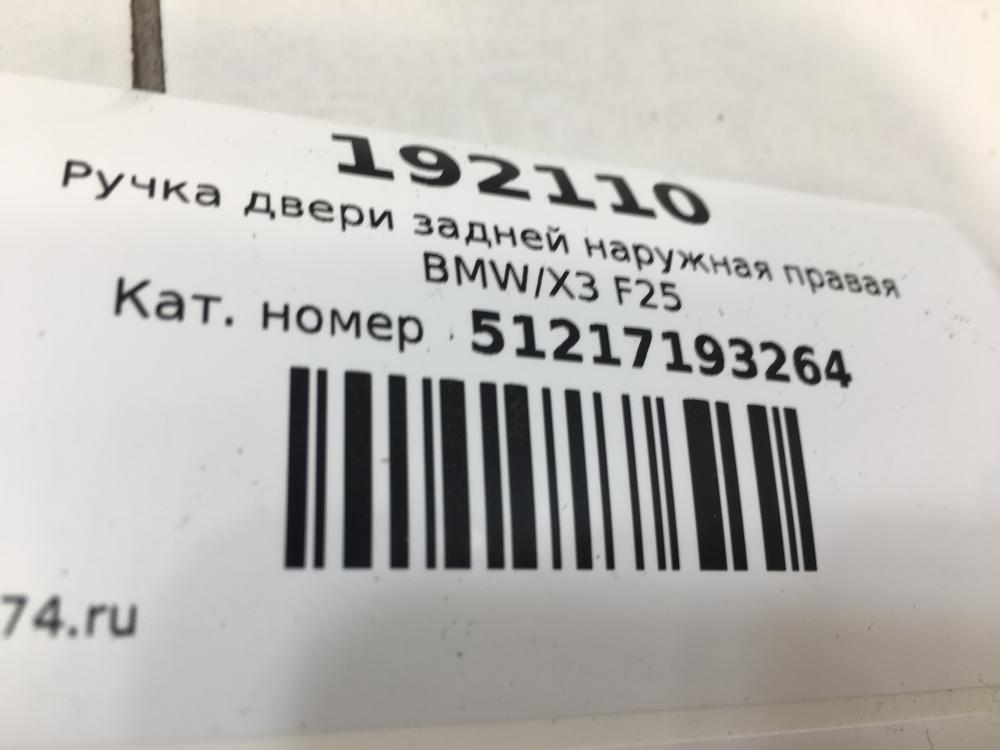 192110
Ручка двери задней наружная правая
BMW/X3 F25
Кат. номер 51217193264
74.ru